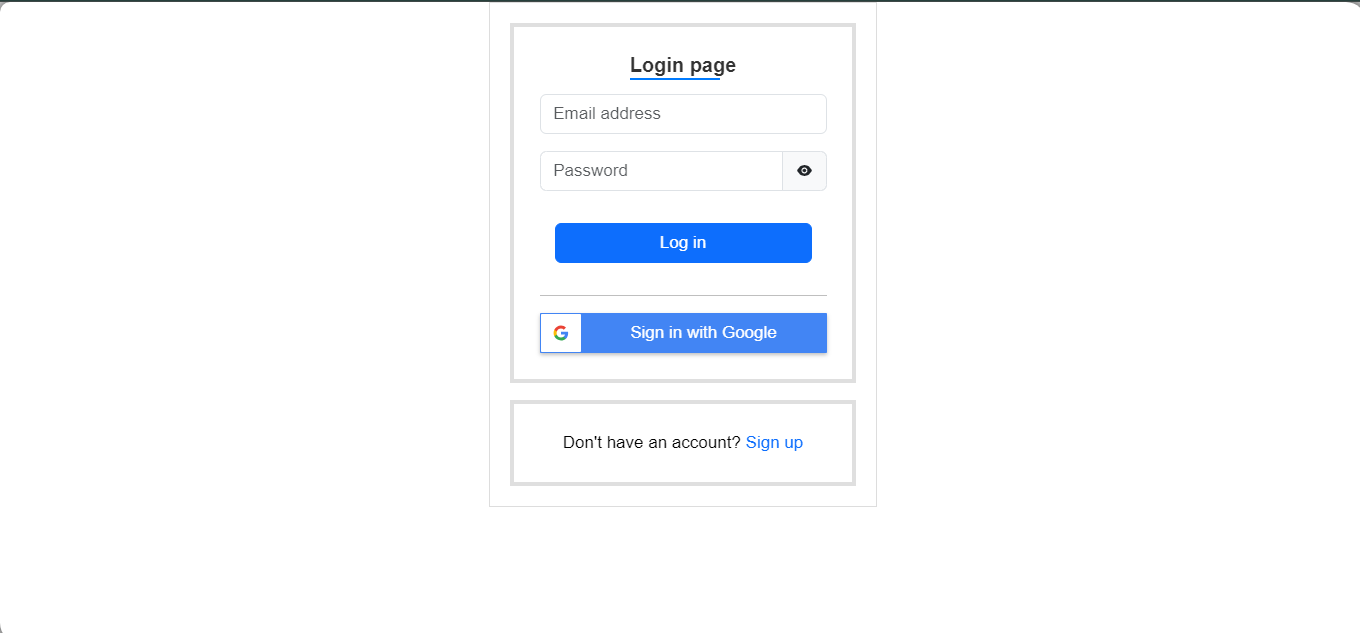 Login page
Email address
Password
Log in
Sign in with Google
Don't have an account? Sign up